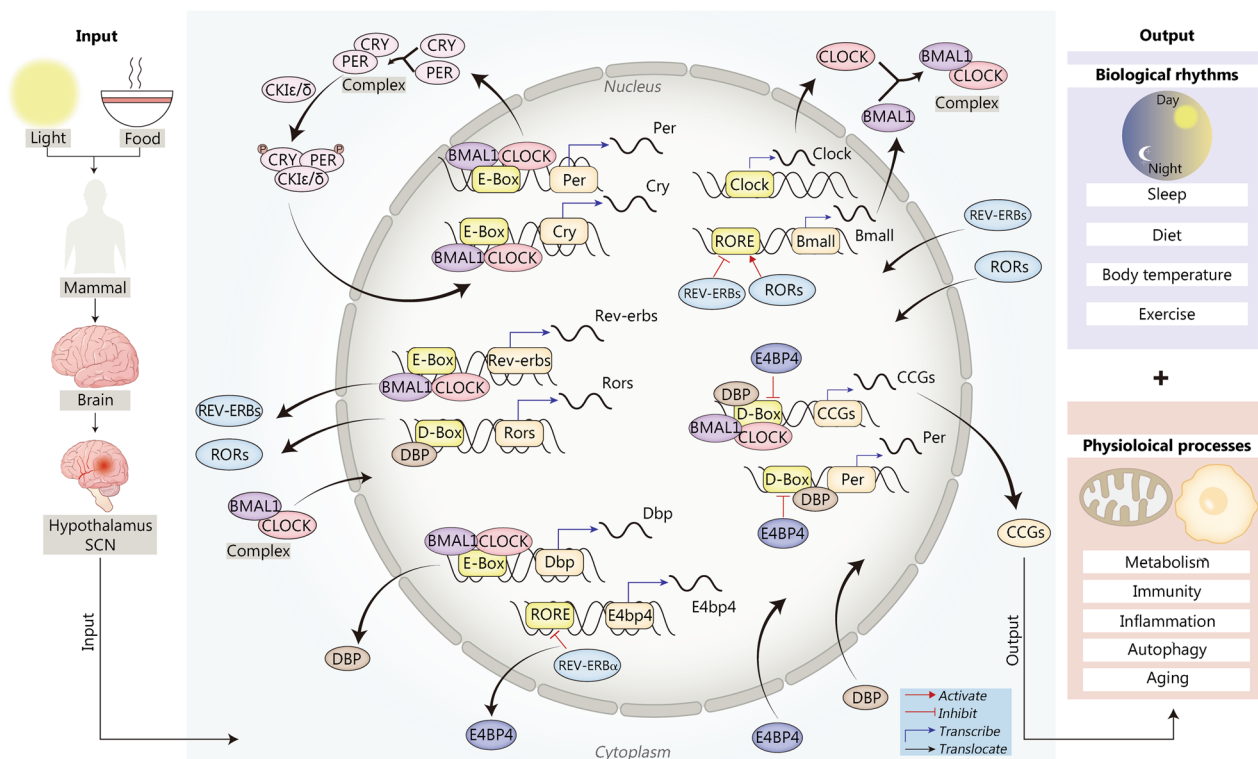 Input
Light
Food
Mammal
Brain
Hypothalamus
SCN
Input
CRY
PER
CRY
PER
Complex
CKIε/δ
P
P
CRY
PER
CKIε/δ
Nucleus
BMAL1
CLOCK
E-Box
Per
Per
E-Box
BMAL1
CLOCK
Cry
Cry
E-Box
BMAL1
CLOCK
Rev-erbs
Rev-erbs
REV-ERBs
D-Box
DBP
Rors
Rors
RORs
BMAL1
CLOCK
Complex
BMAL1
CLOCK
E-Box
Dbp
Dbp
DBP
RORE
E4bp4
E4bp4
REV-ERBα
E4BP4
CLOCK
BMAL1
BMAL1
CLOCK
Complex
Clock
Clock
RORE
Bmall
Bmall
REV-ERBs
RORs
REV-ERBs
RORs
E4BP4
DBP
D-Box
BMAL1
CLOCK
CCGs
CCGs
D-Box
DBP
Per
Per
E4BP4
CCGs
DBP
E4BP4
Cytoplasm
Activate
Inhibit
Transcribe
Translocate
Output
Output
Biological rhythms
Day
Night
Sleep
Diet
Body temperature
Exercise
+
Physioloical processes
Metabolism
Immunity
Inflammation
Autophagy
Aging